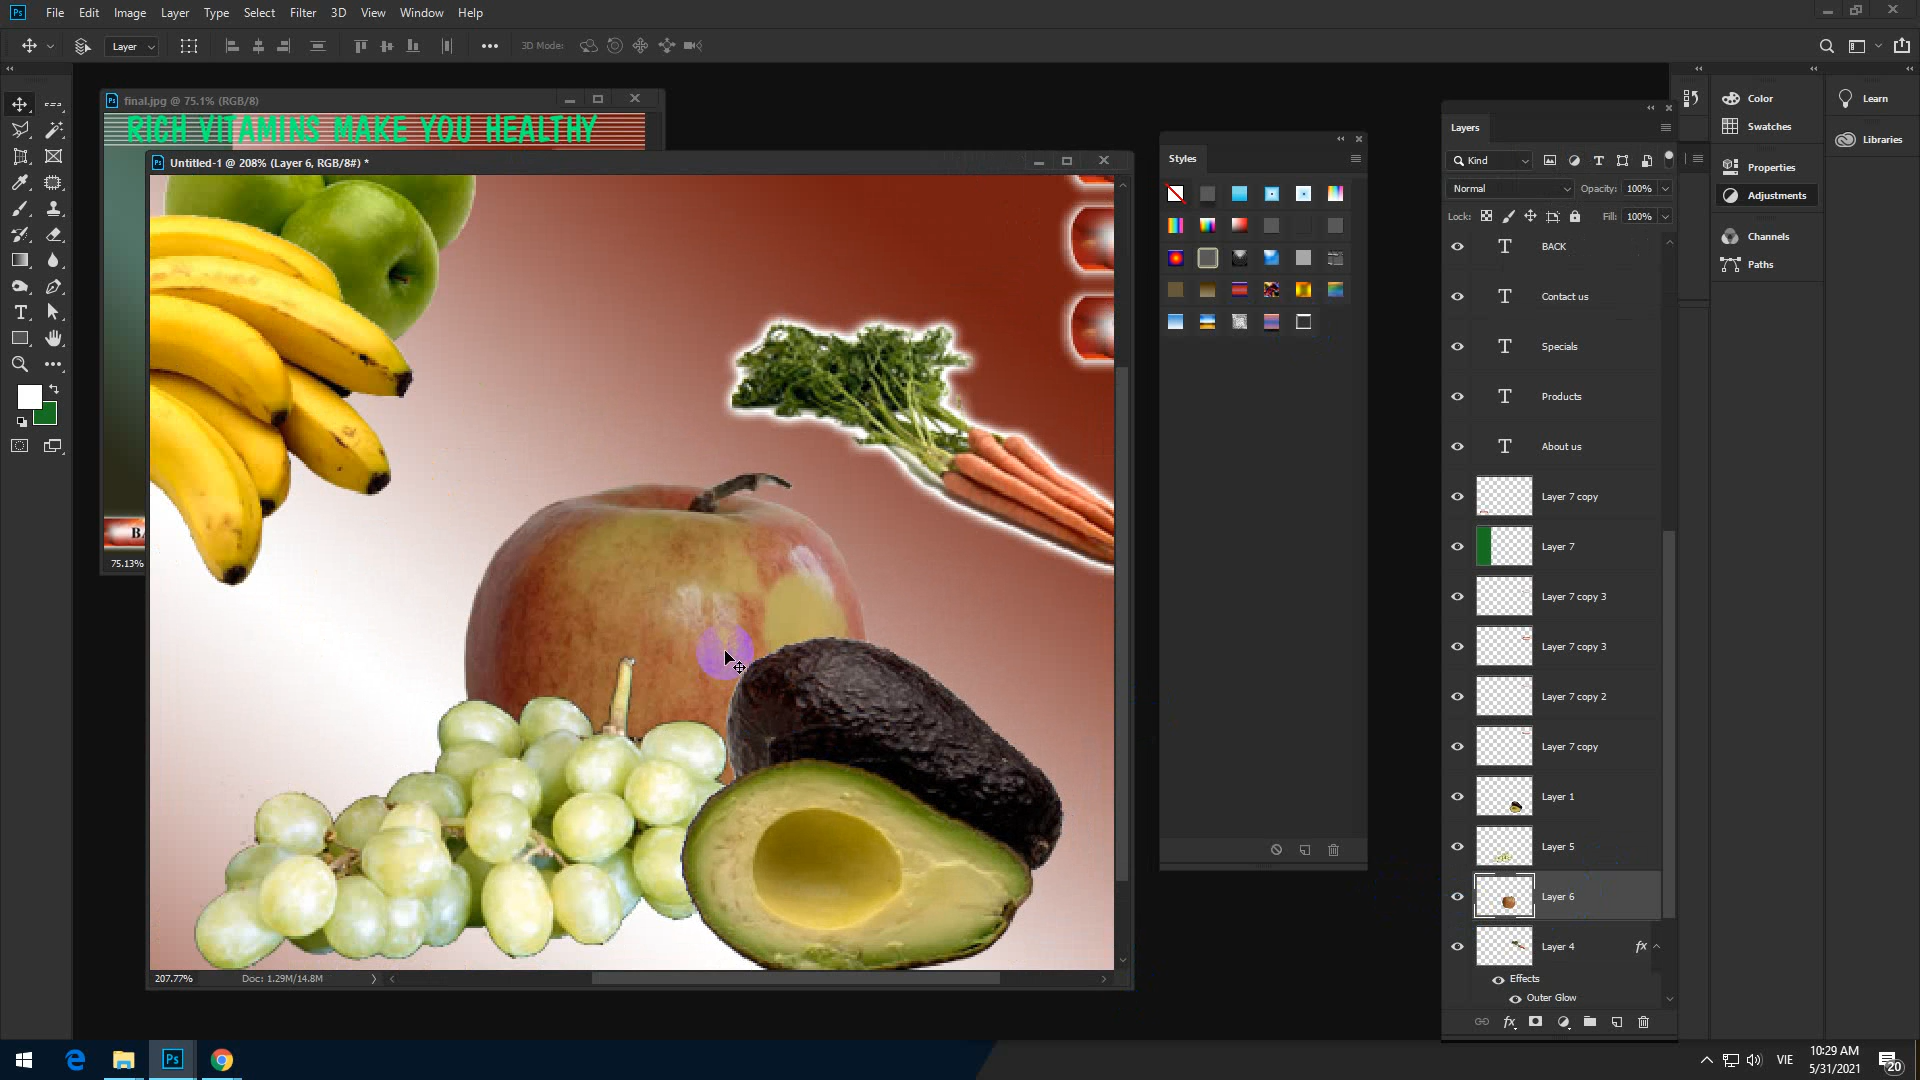 Ps File Edit Image Layer Type Select Filter 3D View Window Help
Layer 3D Mode:
final.jpg @ 75.1% (RGB/8)
RICH VITAMINS MAKE YOU HEALTHY
Untitled-1 @ 208% (Layer 6, RGB/8#) *
75.13%
207.77% Doc: 1.29M/14.8M
Styles
Layers
Kind
Normal Opacity: 100%
Lock: Fill: 100%
BACK
Contact us
Specials
Products
About us
Layer 7 copy
Layer 7
Layer 7 copy 3
Layer 7 copy 3
Layer 7 copy 2
Layer 7 copy
Layer 1
Layer 5
Layer 6
Layer 4 fx
Effects
Outer Glow
fx
Color
Swatches
Properties
Adjustments
Channels
Paths
Learn
Libraries
Ps
VIE
10:29 AM
5/31/2021
20